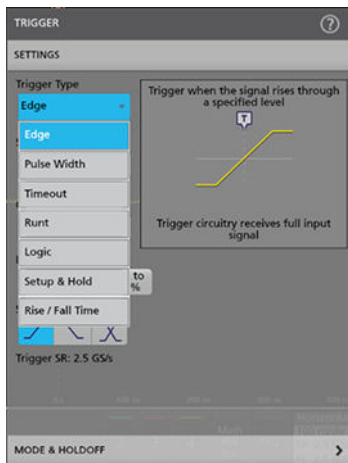 TRIGGER
?
SETTINGS
Trigger Type
Edge
Edge
Pulse Width
Timeout
Runt
Logic
Setup & Hold
Rise / Fall Time
Trigger when the signal rises through
a specified level
T
Trigger circuitry receives full input
signal
to
%
Trigger SR: 2.5 GS/s
Math
MODE & HOLDOFF